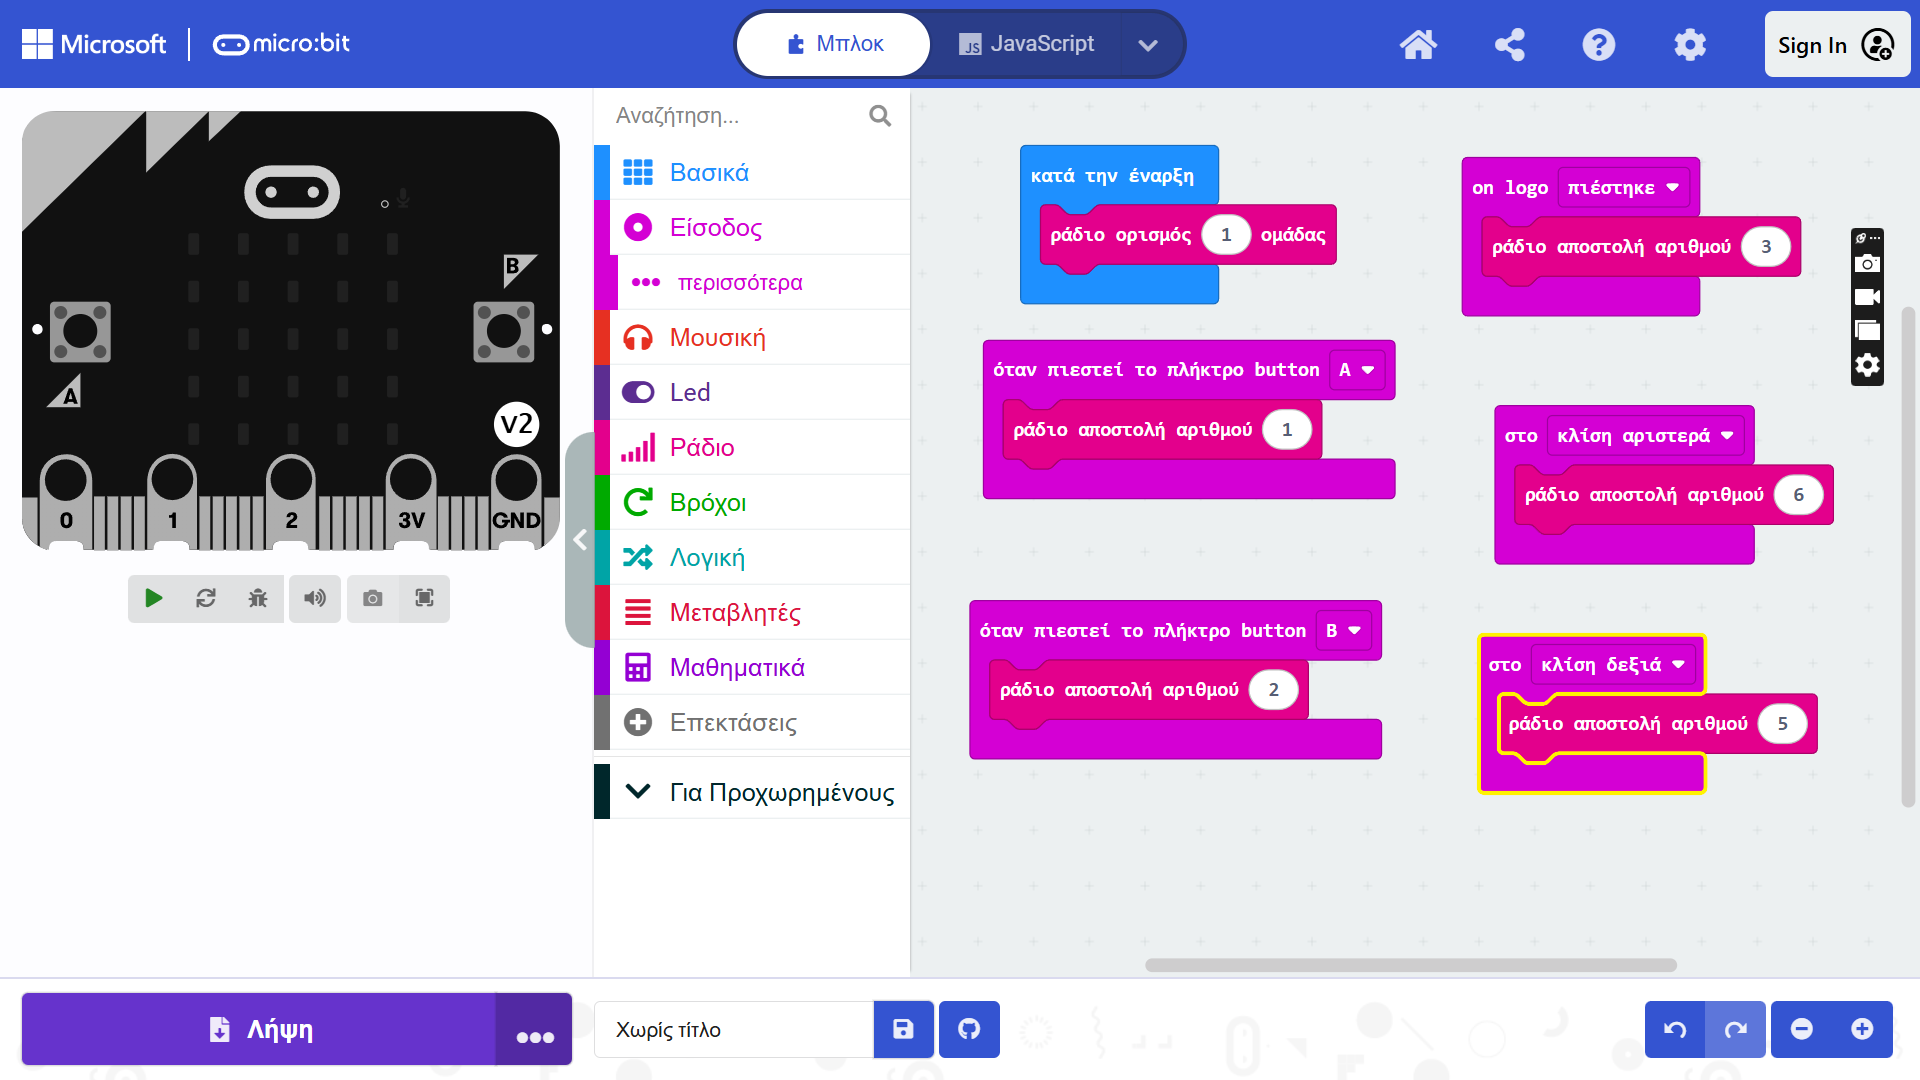 Microsoft
micro:bit
Μπλοκ
JavaScript
Sign In
B
A
V2
0
1
2
3V
GND
Αναζήτηση...
Βασικά
Είσοδος
περισσότερα
Μουσική
Led
Ράδιο
Βρόχοι
Λογική
Μεταβλητές
Μαθηματικά
Επεκτάσεις
Για Προχωρημένους
κατά την έναρξη
ράδιο ορισμός 1 ομάδας
όταν πιεστεί το πλήκτρο button A
ράδιο αποστολή αριθμού 1
όταν πιεστεί το πλήκτρο button B
ράδιο αποστολή αριθμού 2
on logo πιέστηκε
ράδιο αποστολή αριθμού 3
στο κλίση αριστερά
ράδιο αποστολή αριθμού 6
στο κλίση δεξιά
ράδιο αποστολή αριθμού 5
Λήψη
Χωρίς τίτλο